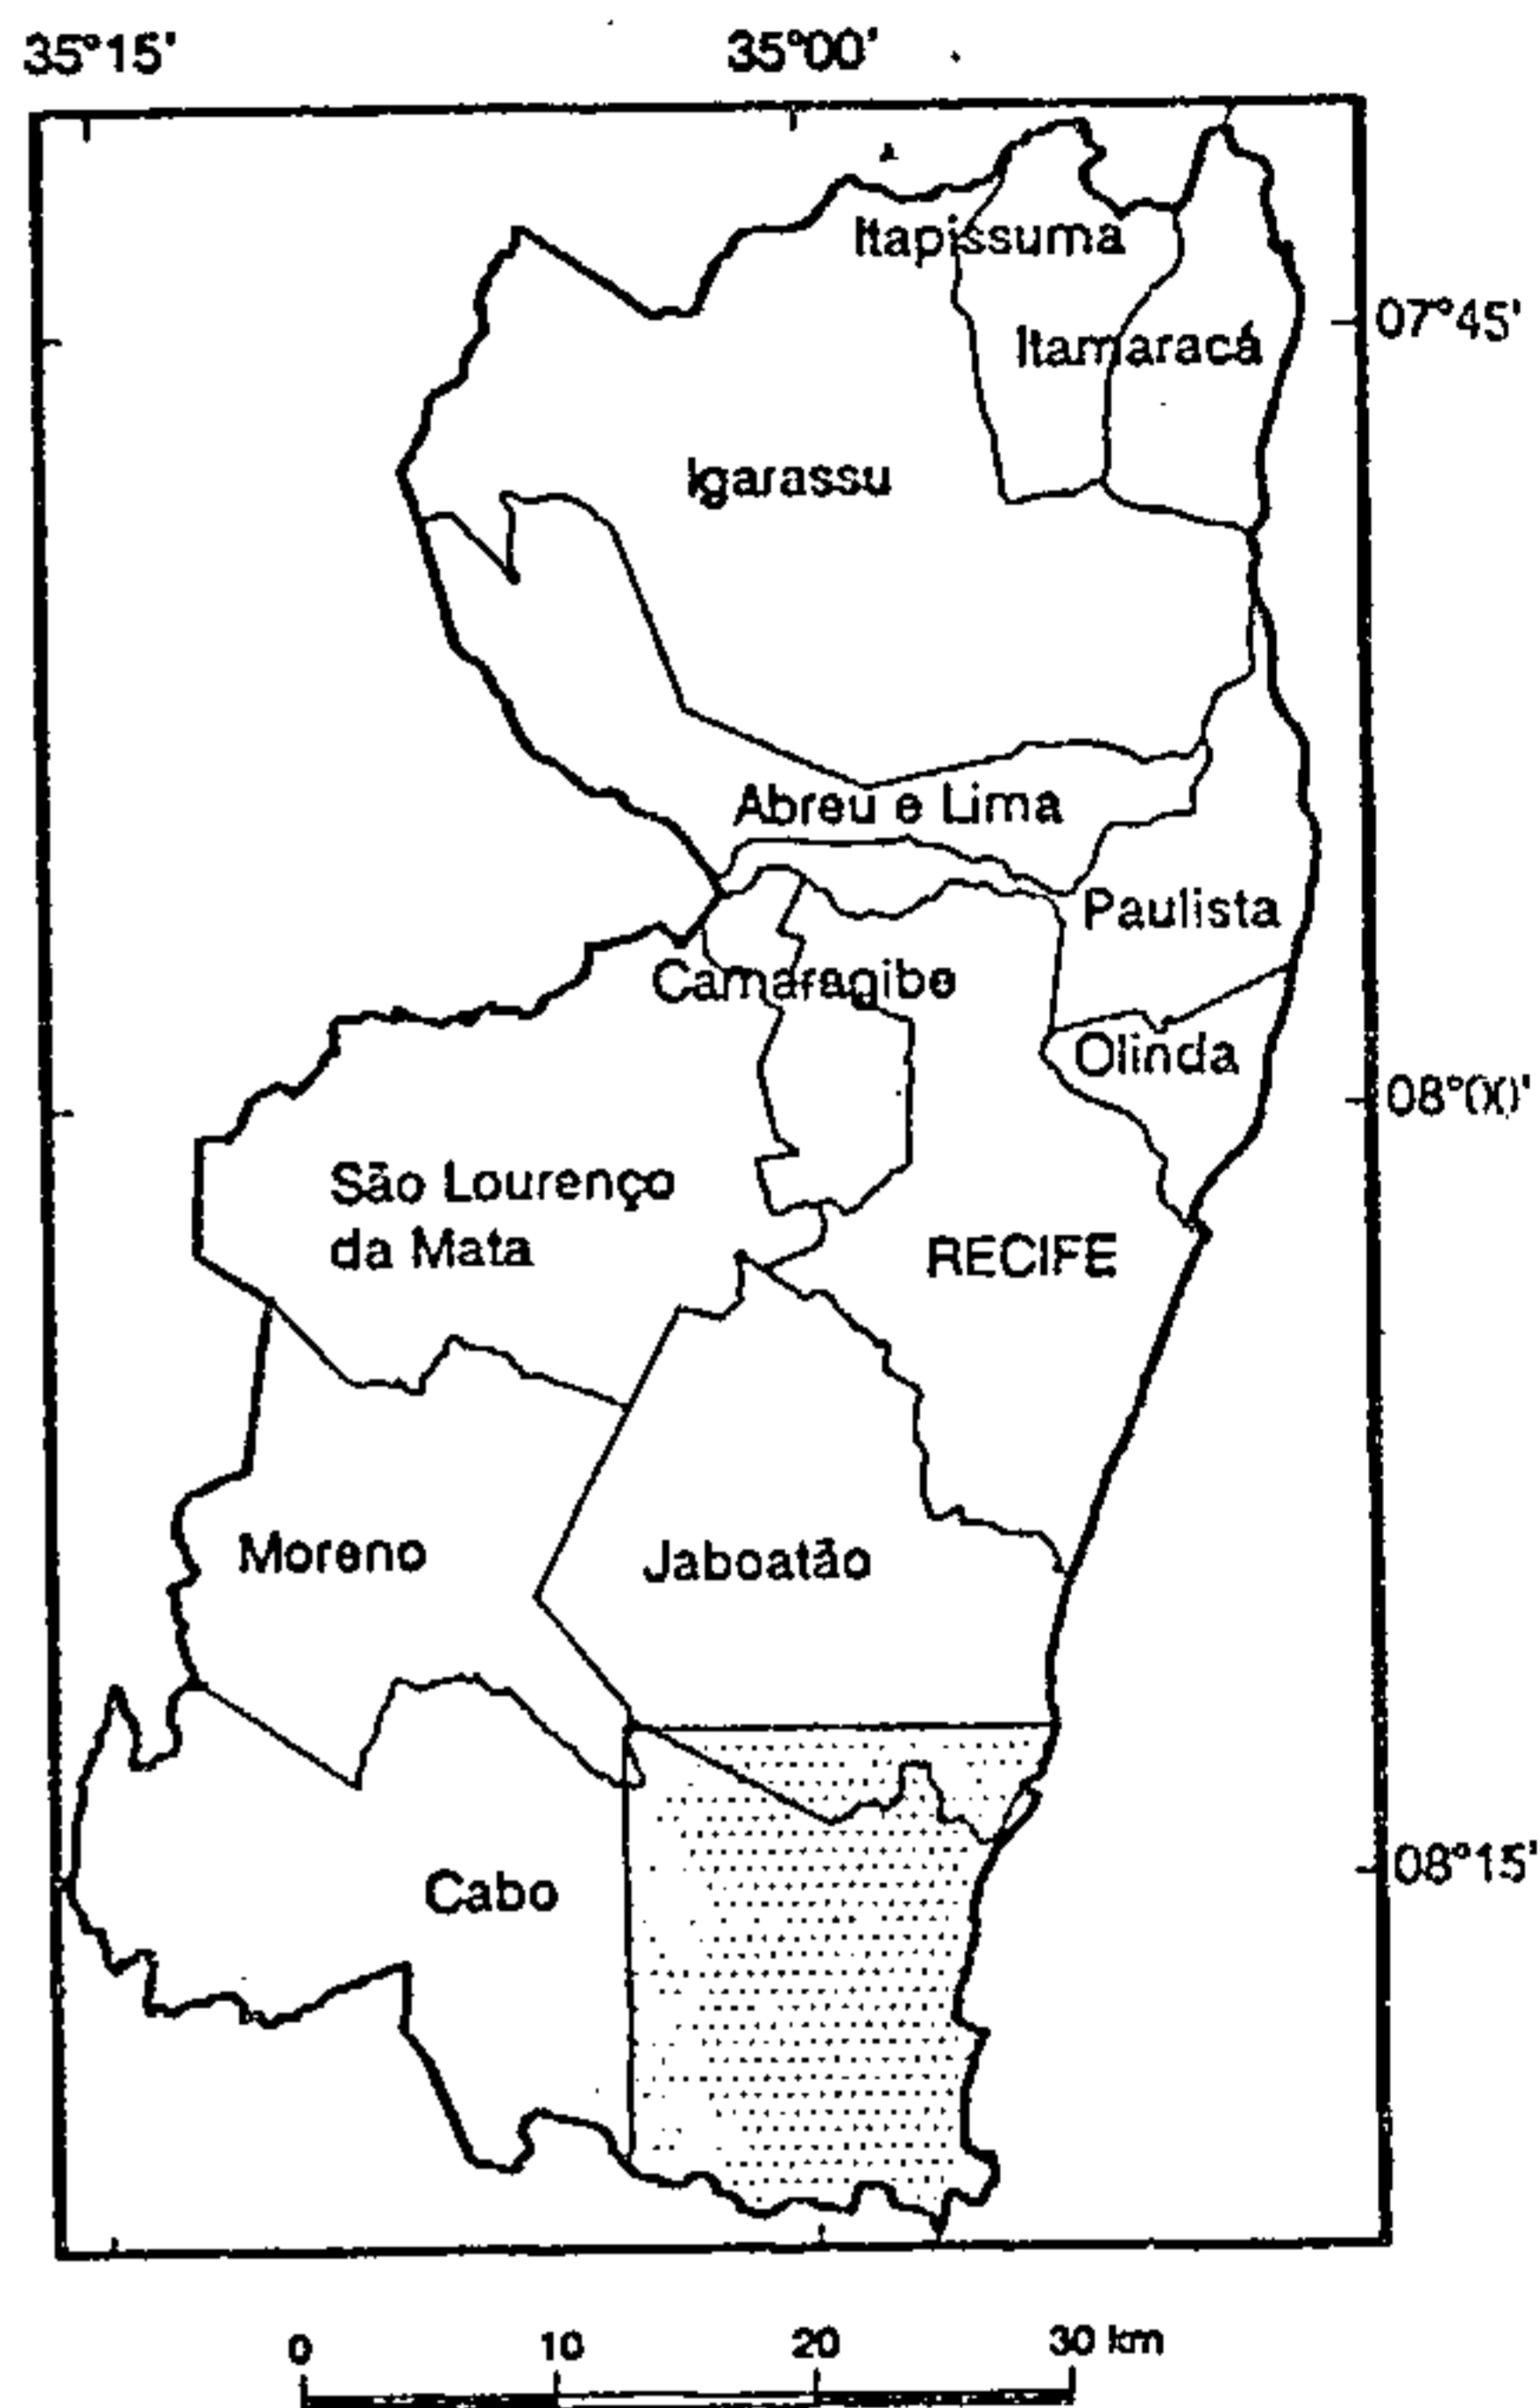 35°15' 35°00'
Itapissuma
07°45'
Itamaracá
Igarassu
Abreu e Lima
Paulista
Camaragibe
Olinda
08°00'
São Lourenço
da Mata
RECIFE
Moreno
Jaboatão
08°15'
Cabo
0 10 20 30 km